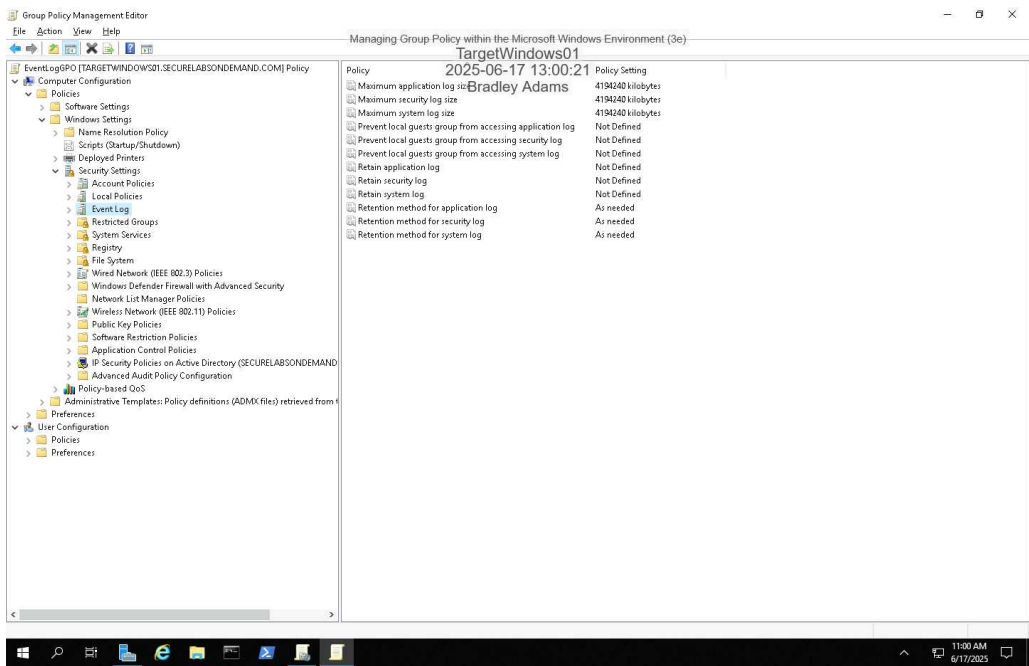 Group Policy Management Editor
File Action View Help
Managing Group Policy within the Microsoft Windows Environment (3e)
TargetWindows01
2025-06-17 13:00:21
Bradley Adams
EventLogGPO [TARGETWINDOWS01.SECURELABSONDEMAND.COM] Policy
Computer Configuration
Policies
Software Settings
Windows Settings
Name Resolution Policy
Scripts (Startup/Shutdown)
Deployed Printers
Security Settings
Account Policies
Local Policies
Event Log
Restricted Groups
System Services
Registry
File System
Wired Network (IEEE 802.3) Policies
Windows Defender Firewall with Advanced Security
Network List Manager Policies
Wireless Network (IEEE 802.11) Policies
Public Key Policies
Software Restriction Policies
Application Control Policies
IP Security Policies on Active Directory (SECURELABSONDEMAND
Advanced Audit Policy Configuration
Policy-based QoS
Administrative Templates: Policy definitions (ADMX files) retrieved from t
Preferences
User Configuration
Policies
Preferences
Policy Policy Setting
Maximum application log size 4194240 kilobytes
Maximum security log size 4194240 kilobytes
Maximum system log size 4194240 kilobytes
Prevent local guests group from accessing application log Not Defined
Prevent local guests group from accessing security log Not Defined
Prevent local guests group from accessing system log Not Defined
Retain application log Not Defined
Retain security log Not Defined
Retain system log Not Defined
Retention method for application log As needed
Retention method for security log As needed
Retention method for system log As needed
11:00 AM
6/17/2025